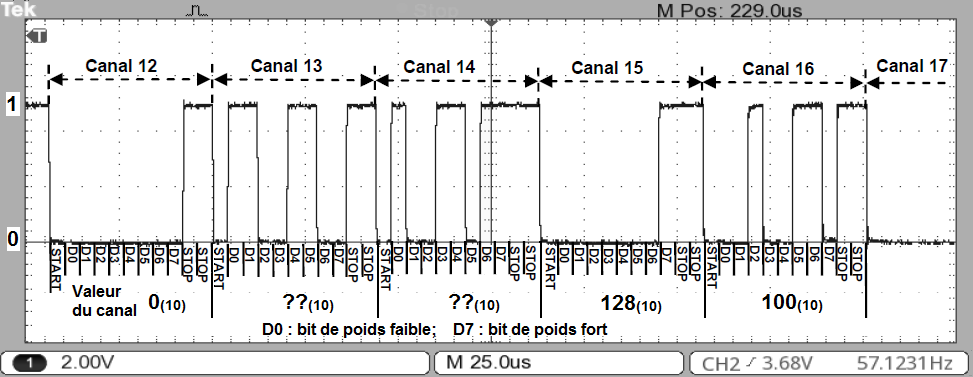 Tek Stop M Pos: 229.0us
T
Canal 12 Canal 13 Canal 14 Canal 15 Canal 16 Canal 17
1
0
START D0 D1 D2 D3 D4 D5 D6 D7 STOP STOP START D0 D1 D2 D3 D4 D5 D6 D7 STOP STOP START D0 D1 D2 D3 D4 D5 D6 D7 STOP STOP START D0 D1 D2 D3 D4 D5 D6 D7 STOP STOP START D0 D1 D2 D3 D4 D5 D6 D7 STOP STOP
Valeur
du canal 0(10) ??(10) ??(10) 128(10) 100(10)
D0 : bit de poids faible; D7 : bit de poids fort
1 2.00V M 25.0us CH2 3.68V 57.1231Hz